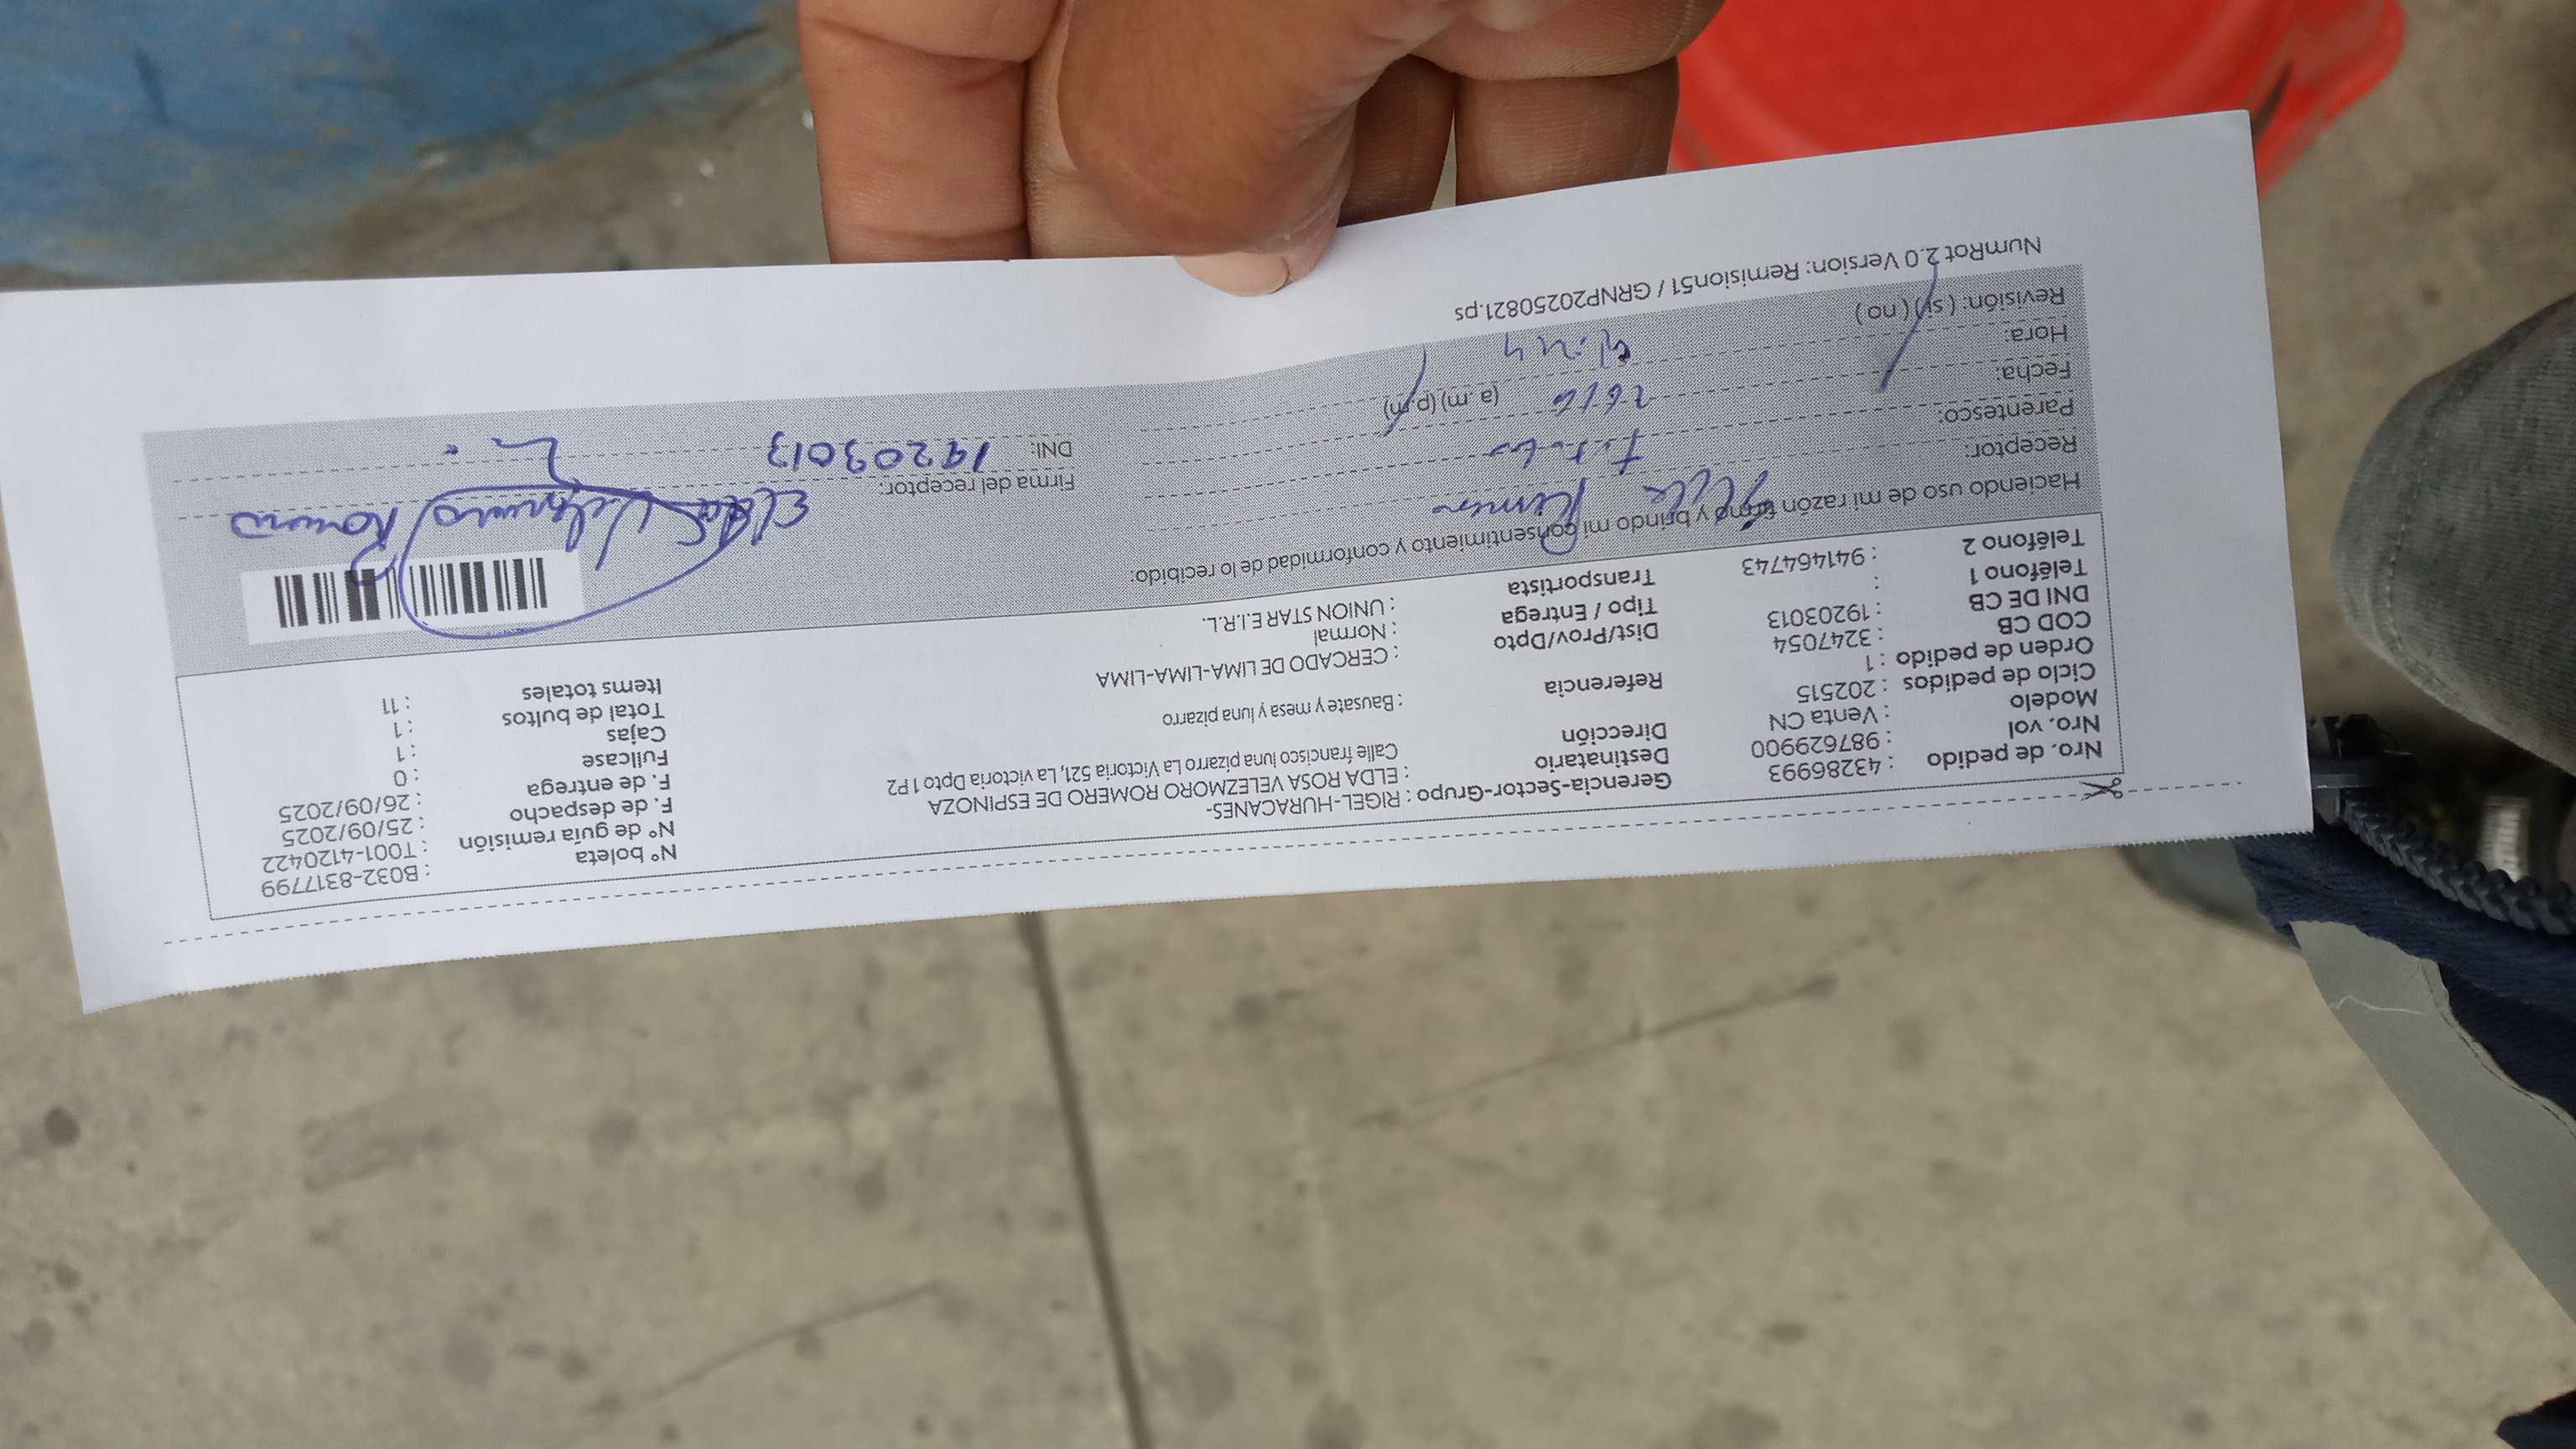 Nro. de pedido : 43286993
Nro. vol : 987629900
Modelo : Venta CN
Ciclo de pedidos : 202515
Orden de pedido : 1
COD CB : 3247054
DNI DE CB : 19203013
Teléfono 1 :
Teléfono 2 : 941464743
Gerencia-Sector-Grupo : RIGEL-HURACANES-
Destinatario : ELDA ROSA VELEZMORO ROMERO DE ESPINOZA
Dirección Calle francisco luna pizarro La Victoria 521, La victoria Dpto 1 P2
Referencia : Bausate y mesa y luna pizarro
Dist/Prov/Dpto : CERCADO DE LIMA-LIMA-LIMA
Tipo / Entrega : Normal
Transportista : UNION STAR E.I.R.L.
N° boleta : B032-8317799
N° de guía remisión : T001-4120422
F. de despacho : 25/09/2025
F. de entrega : 26/09/2025
Fullcase : 0
Cajas : 1
Total de bultos : 1
Items totales : 11
Haciendo uso de mi razón firmo y brindo mi consentimiento y conformidad de lo recibido:
Receptor:
Parentesco:
Fecha:
Hora: (a. m) (p. m)
Revisión: ( si ) ( no )
Firma del receptor: Elda Romero
DNI: 19203013
NumRot 2.0 Version: Remision51 / GRNP20250821.ps